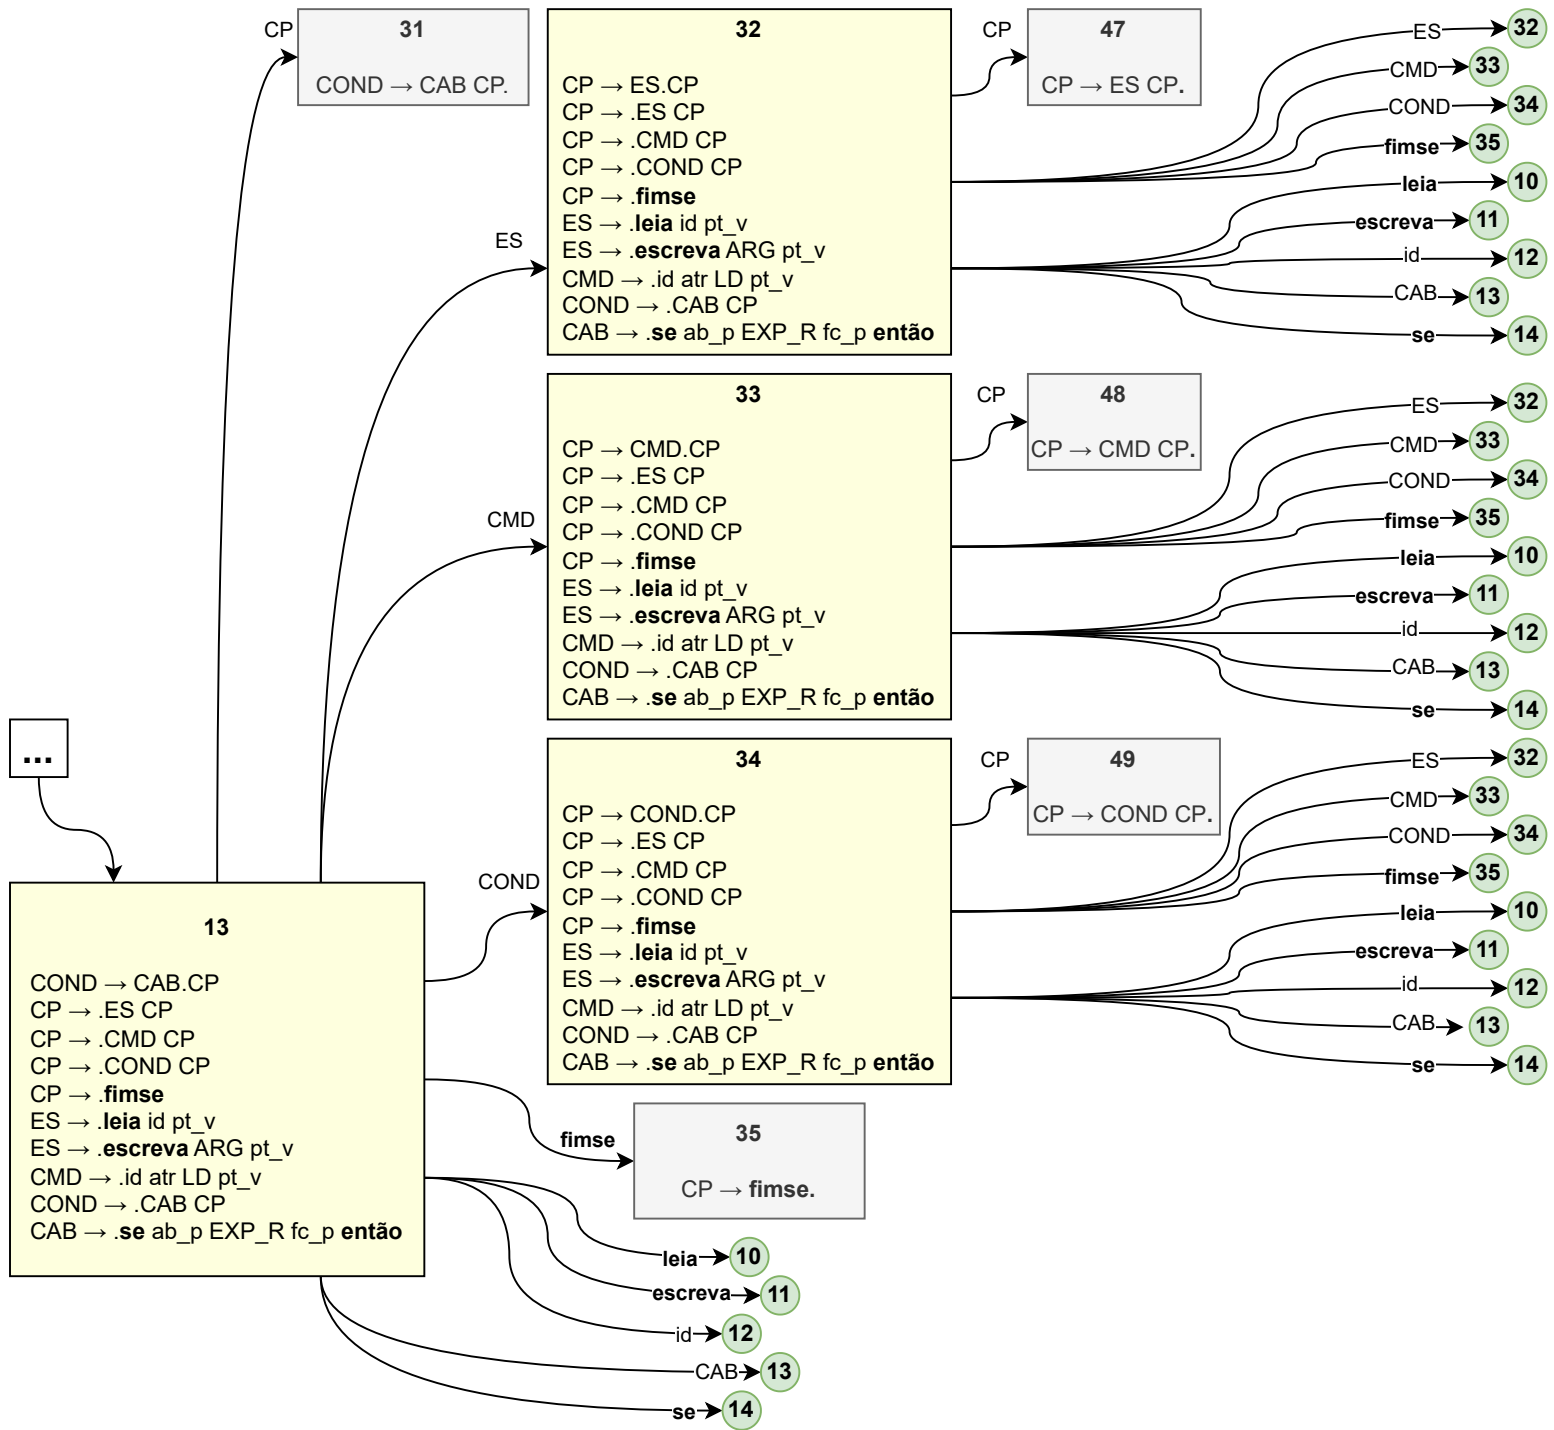 CP
31
COND → CAB CP.
ES
32
CP → ES.CP
CP → .ES CP
CP → .CMD CP
CP → .COND CP
CP → .fimse
ES → .leia id pt_v
ES → .escreva ARG pt_v
CMD → .id atr LD pt_v
COND → .CAB CP
CAB → .se ab_p EXP_R fc_p então
CP
47
CP → ES CP.
ES
32
CMD
33
COND
34
fimse
35
leia
10
escreva
11
id
12
CAB
13
se
14
CMD
33
CP → CMD.CP
CP → .ES CP
CP → .CMD CP
CP → .COND CP
CP → .fimse
ES → .leia id pt_v
ES → .escreva ARG pt_v
CMD → .id atr LD pt_v
COND → .CAB CP
CAB → .se ab_p EXP_R fc_p então
CP
48
CP → CMD CP.
ES
32
CMD
33
COND
34
fimse
35
leia
10
escreva
11
id
12
CAB
13
se
14
...
COND
34
CP → COND.CP
CP → .ES CP
CP → .CMD CP
CP → .COND CP
CP → .fimse
ES → .leia id pt_v
ES → .escreva ARG pt_v
CMD → .id atr LD pt_v
COND → .CAB CP
CAB → .se ab_p EXP_R fc_p então
CP
49
CP → COND CP.
ES
32
CMD
33
COND
34
fimse
35
leia
10
escreva
11
id
12
CAB
13
se
14
13
COND → CAB.CP
CP → .ES CP
CP → .CMD CP
CP → .COND CP
CP → .fimse
ES → .leia id pt_v
ES → .escreva ARG pt_v
CMD → .id atr LD pt_v
COND → .CAB CP
CAB → .se ab_p EXP_R fc_p então
fimse
35
CP → fimse.
leia
10
escreva
11
id
12
CAB
13
se
14